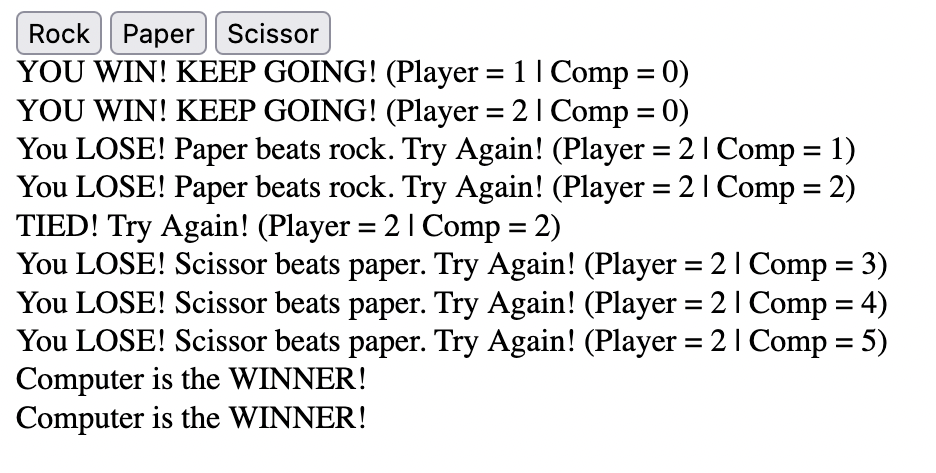 Rock Paper Scissor
YOU WIN! KEEP GOING! (Player = 1 | Comp = 0)
YOU WIN! KEEP GOING! (Player = 2 | Comp = 0)
You LOSE! Paper beats rock. Try Again! (Player = 2 | Comp = 1)
You LOSE! Paper beats rock. Try Again! (Player = 2 | Comp = 2)
TIED! Try Again! (Player = 2 | Comp = 2)
You LOSE! Scissor beats paper. Try Again! (Player = 2 | Comp = 3)
You LOSE! Scissor beats paper. Try Again! (Player = 2 | Comp = 4)
You LOSE! Scissor beats paper. Try Again! (Player = 2 | Comp = 5)
Computer is the WINNER!
Computer is the WINNER!